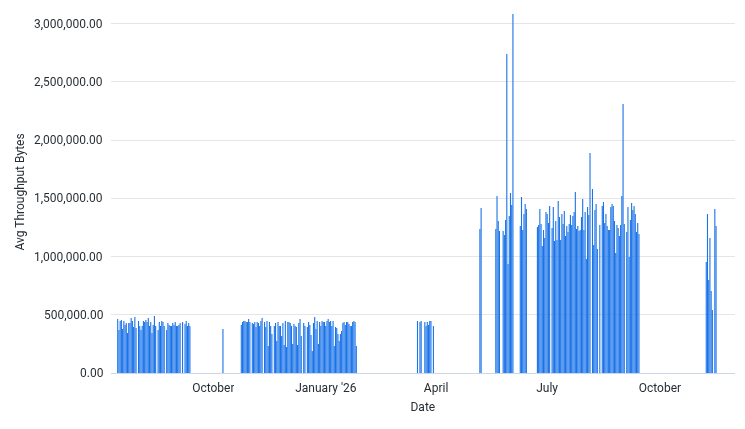 3,000,000.00
2,500,000.00
2,000,000.00
1,500,000.00
1,000,000.00
500,000.00
0.00
Avg Throughput Bytes
October
January '26
April
July
October
Date